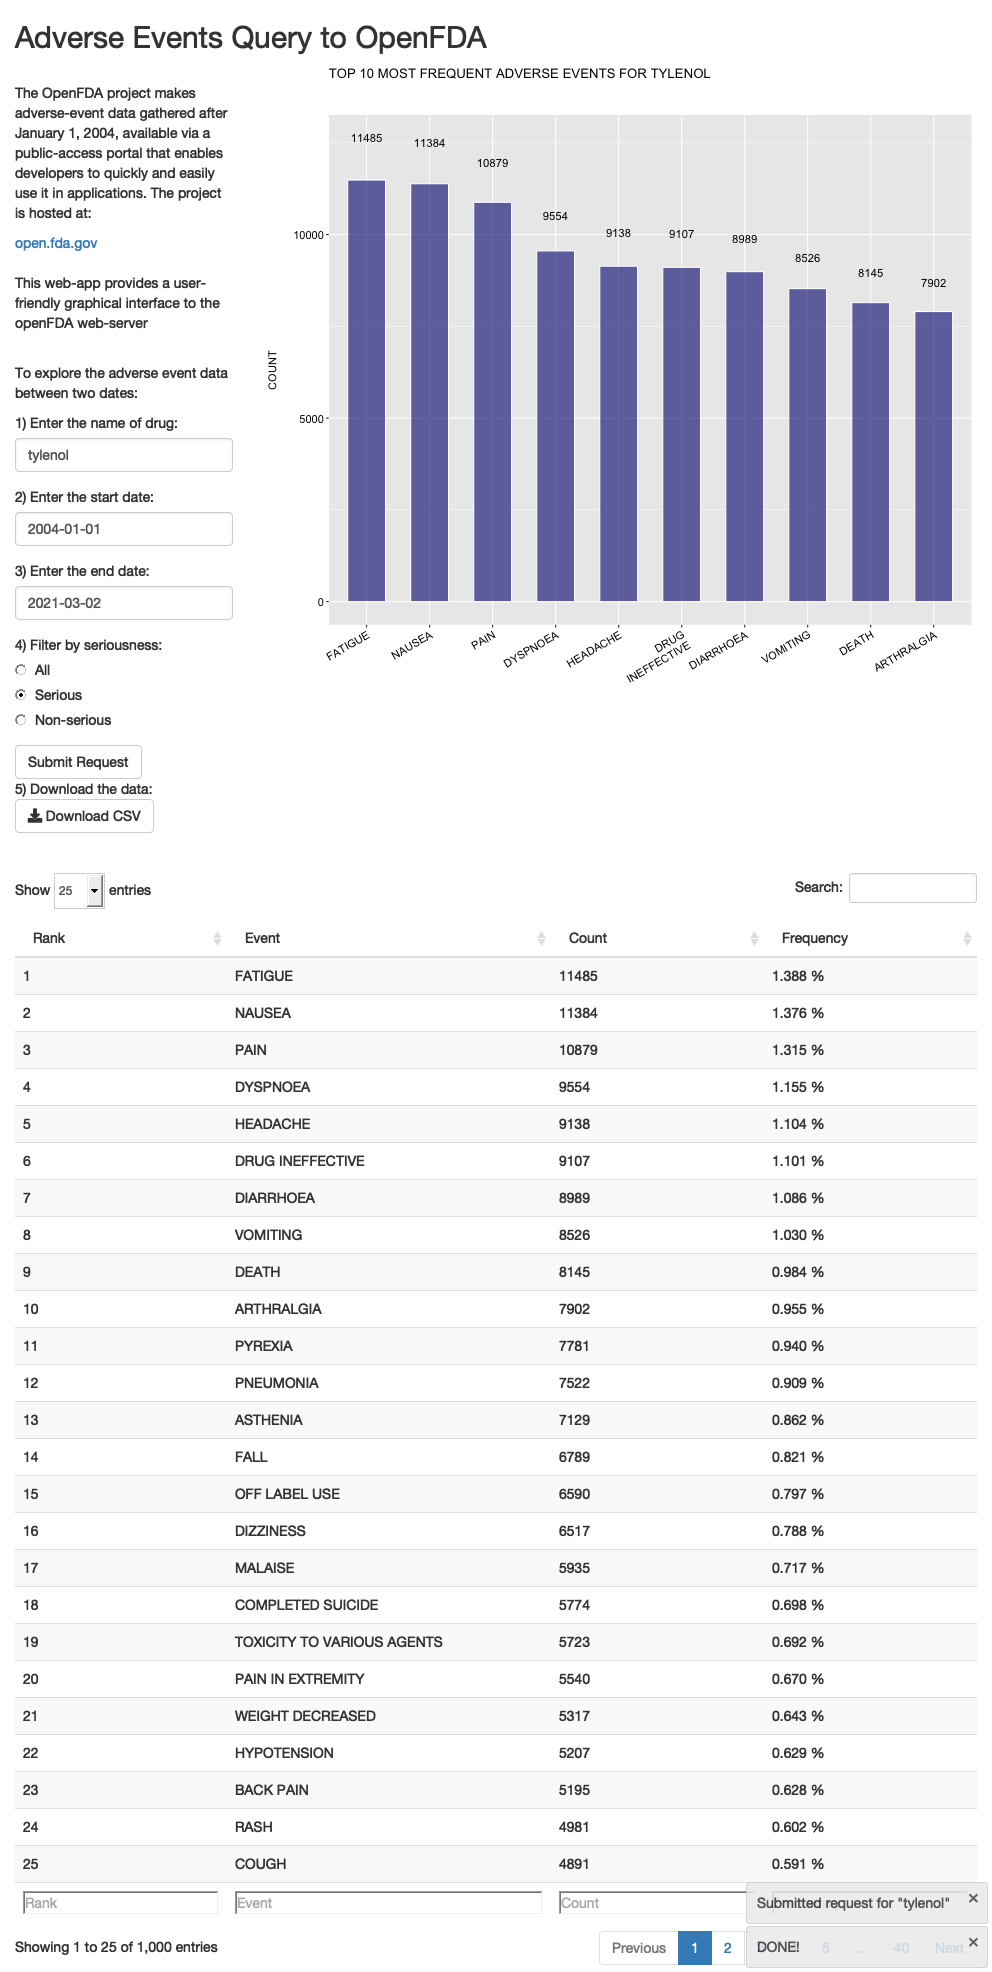 Adverse Events Query to OpenFDA
The OpenFDA project makes
adverse-event data gathered after
January 1, 2004, available via a
public-access portal that enables
developers to quickly and easily
use it in applications. The project
is hosted at:
open.fda.gov
This web-app provides a user-
friendly graphical interface to the
openFDA web-server
To explore the adverse event data
between two dates:
1) Enter the name of drug:
tylenol
2) Enter the start date:
2004-01-01
3) Enter the end date:
2021-03-02
4) Filter by seriousness:
All
Serious
Non-serious
Submit Request
5) Download the data:
Download CSV
TOP 10 MOST FREQUENT ADVERSE EVENTS FOR TYLENOL
11485 11384 10879 9554 9138 9107 8989 8526 8145 7902
10000
5000
0
COUNT
FATIGUE
NAUSEA
PAIN
DYSPNOEA
HEADACHE
DRUG
INEFFECTIVE
DIARRHOEA
VOMITING
DEATH
ARTHRALGIA
Show 25 entries
Search:
Rank Event Count Frequency
1 FATIGUE 11485 1.388 %
2 NAUSEA 11384 1.376 %
3 PAIN 10879 1.315 %
4 DYSPNOEA 9554 1.155 %
5 HEADACHE 9138 1.104 %
6 DRUG INEFFECTIVE 9107 1.101 %
7 DIARRHOEA 8989 1.086 %
8 VOMITING 8526 1.030 %
9 DEATH 8145 0.984 %
10 ARTHRALGIA 7902 0.955 %
11 PYREXIA 7781 0.940 %
12 PNEUMONIA 7522 0.909 %
13 ASTHENIA 7129 0.862 %
14 FALL 6789 0.821 %
15 OFF LABEL USE 6590 0.797 %
16 DIZZINESS 6517 0.788 %
17 MALAISE 5935 0.717 %
18 COMPLETED SUICIDE 5774 0.698 %
19 TOXICITY TO VARIOUS AGENTS 5723 0.692 %
20 PAIN IN EXTREMITY 5540 0.670 %
21 WEIGHT DECREASED 5317 0.643 %
22 HYPOTENSION 5207 0.629 %
23 BACK PAIN 5195 0.628 %
24 RASH 4981 0.602 %
25 COUGH 4891 0.591 %
Rank Event Count
Submitted request for "tylenol" ×
Showing 1 to 25 of 1,000 entries
Previous 1 2 5 … 40 Next
DONE! ×